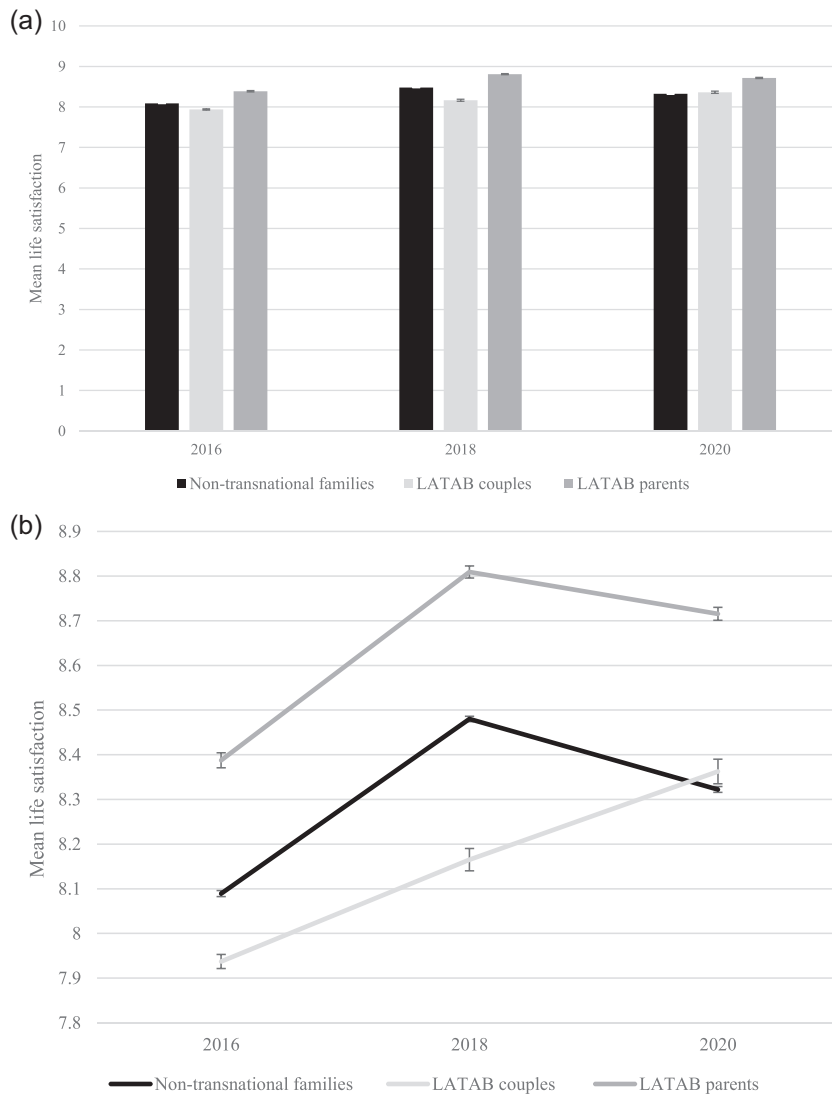 (a)
10
9
8
7
6
5
4
3
2
1
0
Mean life satisfaction
2016 2018 2020
Non-transnational families LATAB couples LATAB parents
(b)
8.9
8.8
8.7
8.6
8.5
8.4
8.3
8.2
8.1
8
7.9
7.8
Mean life satisfaction
2016 2018 2020
Non-transnational families LATAB couples LATAB parents